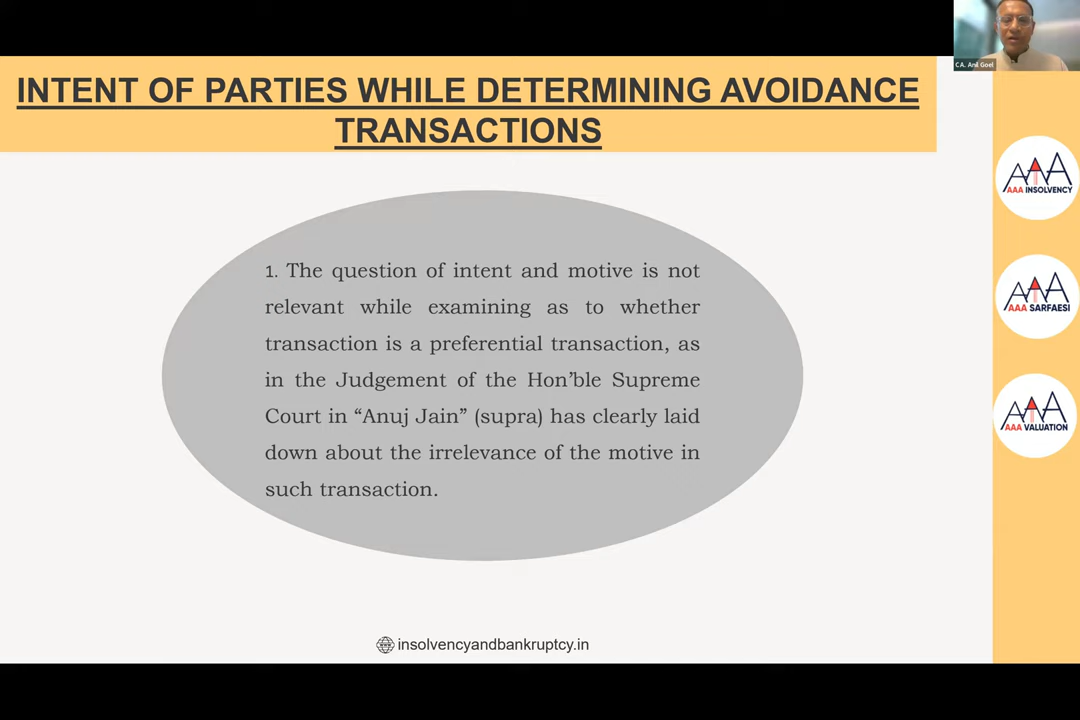 C.A. Anil Goel
INTENT OF PARTIES WHILE DETERMINING AVOIDANCE
TRANSACTIONS
1. The question of intent and motive is not
relevant while examining as to whether
transaction is a preferential transaction, as
in the Judgement of the Hon’ble Supreme
Court in “Anuj Jain” (supra) has clearly laid
down about the irrelevance of the motive in
such transaction.
AAA INSOLVENCY
AAA SARFAESI
AAA VALUATION
insolvencyandbankruptcy.in